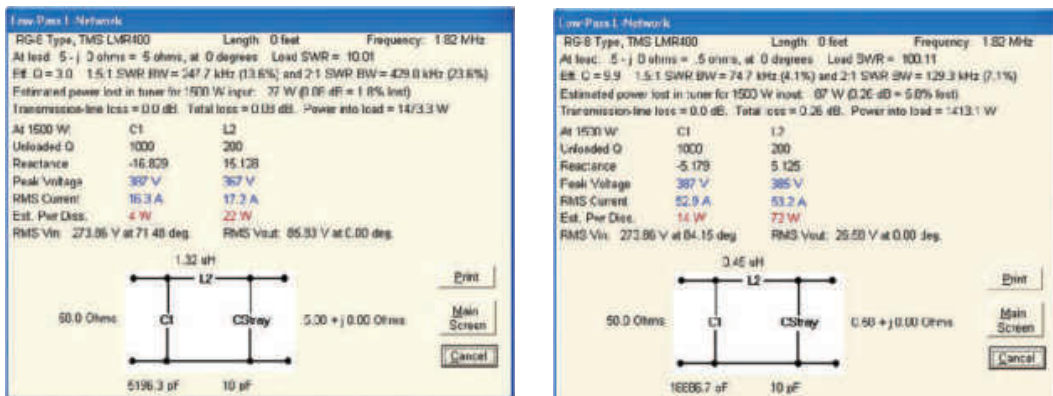 Low-Pass L-Network
RG-8 Type, TMS LMR400 Length: 0 feet Frequency: 1.82 MHz
At load: 5 - j 0 ohms = 5 ohms, at 0 degrees Load SWR = 10.01
Eff. Q = 3.0 1.5:1 SWR BW = 247.7 kHz (13.6%) and 2:1 SWR BW = 429.0 kHz (23.6%)
Estimated power lost in tuner for 1500 W input: 27 W (0.08 dB = 1.8% lost)
Transmission-line loss = 0.0 dB. Total loss = 0.08 dB. Power into load = 1473.3 W
At 1500 W: C1 L2
Unloaded Q 1000 200
Reactance -16.829 15.128
Peak Voltage 387 V 367 V
RMS Current 16.3 A 17.2 A
Est. Pwr Diss. 4 W 22 W
RMS Vin: 273.86 V at 71.48 deg. RMS Vout: 85.83 V at 0.00 deg.
1.32 uH
L2
50.0 Ohms C1 CStray 5.00 + j 0.00 Ohms
5196.3 pF 10 pF
Print
Main
Screen
Cancel
Low-Pass L-Network
RG-8 Type, TMS LMR400 Length: 0 feet Frequency: 1.82 MHz
At load: .5 - j 0 ohms = .5 ohms, at 0 degrees Load SWR = 100.11
Eff. Q = 9.9 1.5:1 SWR BW = 74.7 kHz (4.1%) and 2:1 SWR BW = 129.3 kHz (7.1%)
Estimated power lost in tuner for 1500 W input: 87 W (0.26 dB = 5.8% lost)
Transmission-line loss = 0.0 dB. Total loss = 0.26 dB. Power into load = 1413.1 W
At 1500 W: C1 L2
Unloaded Q 1000 200
Reactance -5.179 5.125
Peak Voltage 387 V 385 V
RMS Current 52.9 A 53.2 A
Est. Pwr Diss. 14 W 72 W
RMS Vin: 273.86 V at 84.15 deg. RMS Vout: V at 0.00 deg.
0.45 uH
L2
50.0 Ohms C1 CStray 0.50 + j 0.00 Ohms
pF 10 pF
Print
Main
Screen
Cancel